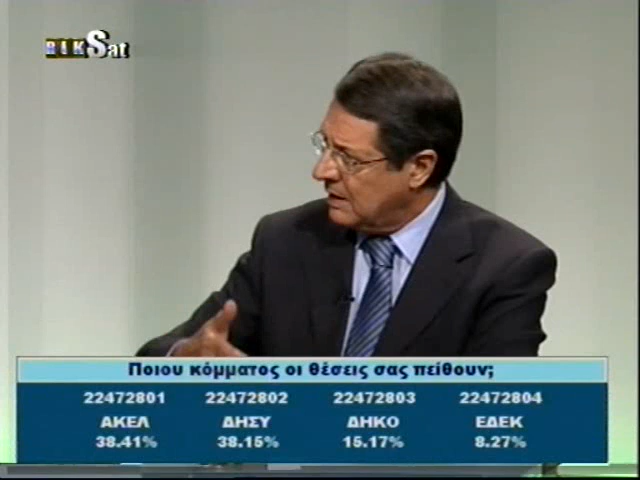 RIKSat
Ποιου κόμματος οι θέσεις σας πείθουν;
22472801 22472802 22472803 22472804
ΑΚΕΛ ΔΗΣΥ ΔΗΚΟ ΕΔΕΚ
38.41% 38.15% 15.17% 8.27%